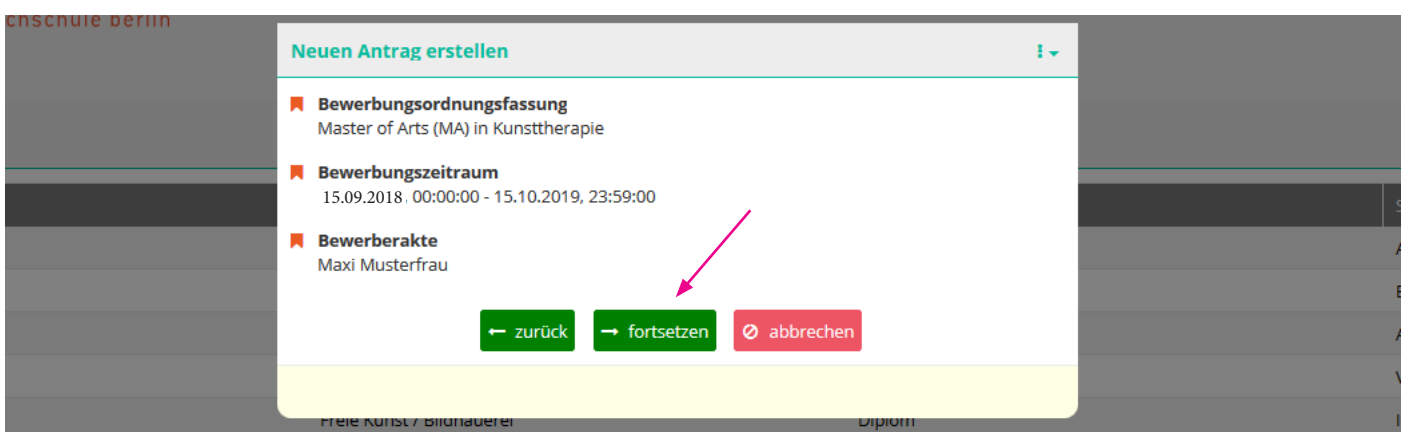 chschule berlin
Neuen Antrag erstellen
Bewerbungsordnungsfassung
Master of Arts (MA) in Kunsttherapie
Bewerbungszeitraum
15.09.2018, 00:00:00 - 15.10.2019, 23:59:00
Bewerberakte
Maxi Musterfrau
zurück fortsetzen abbrechen
Freie Kunst / Bildhauerei Diplom